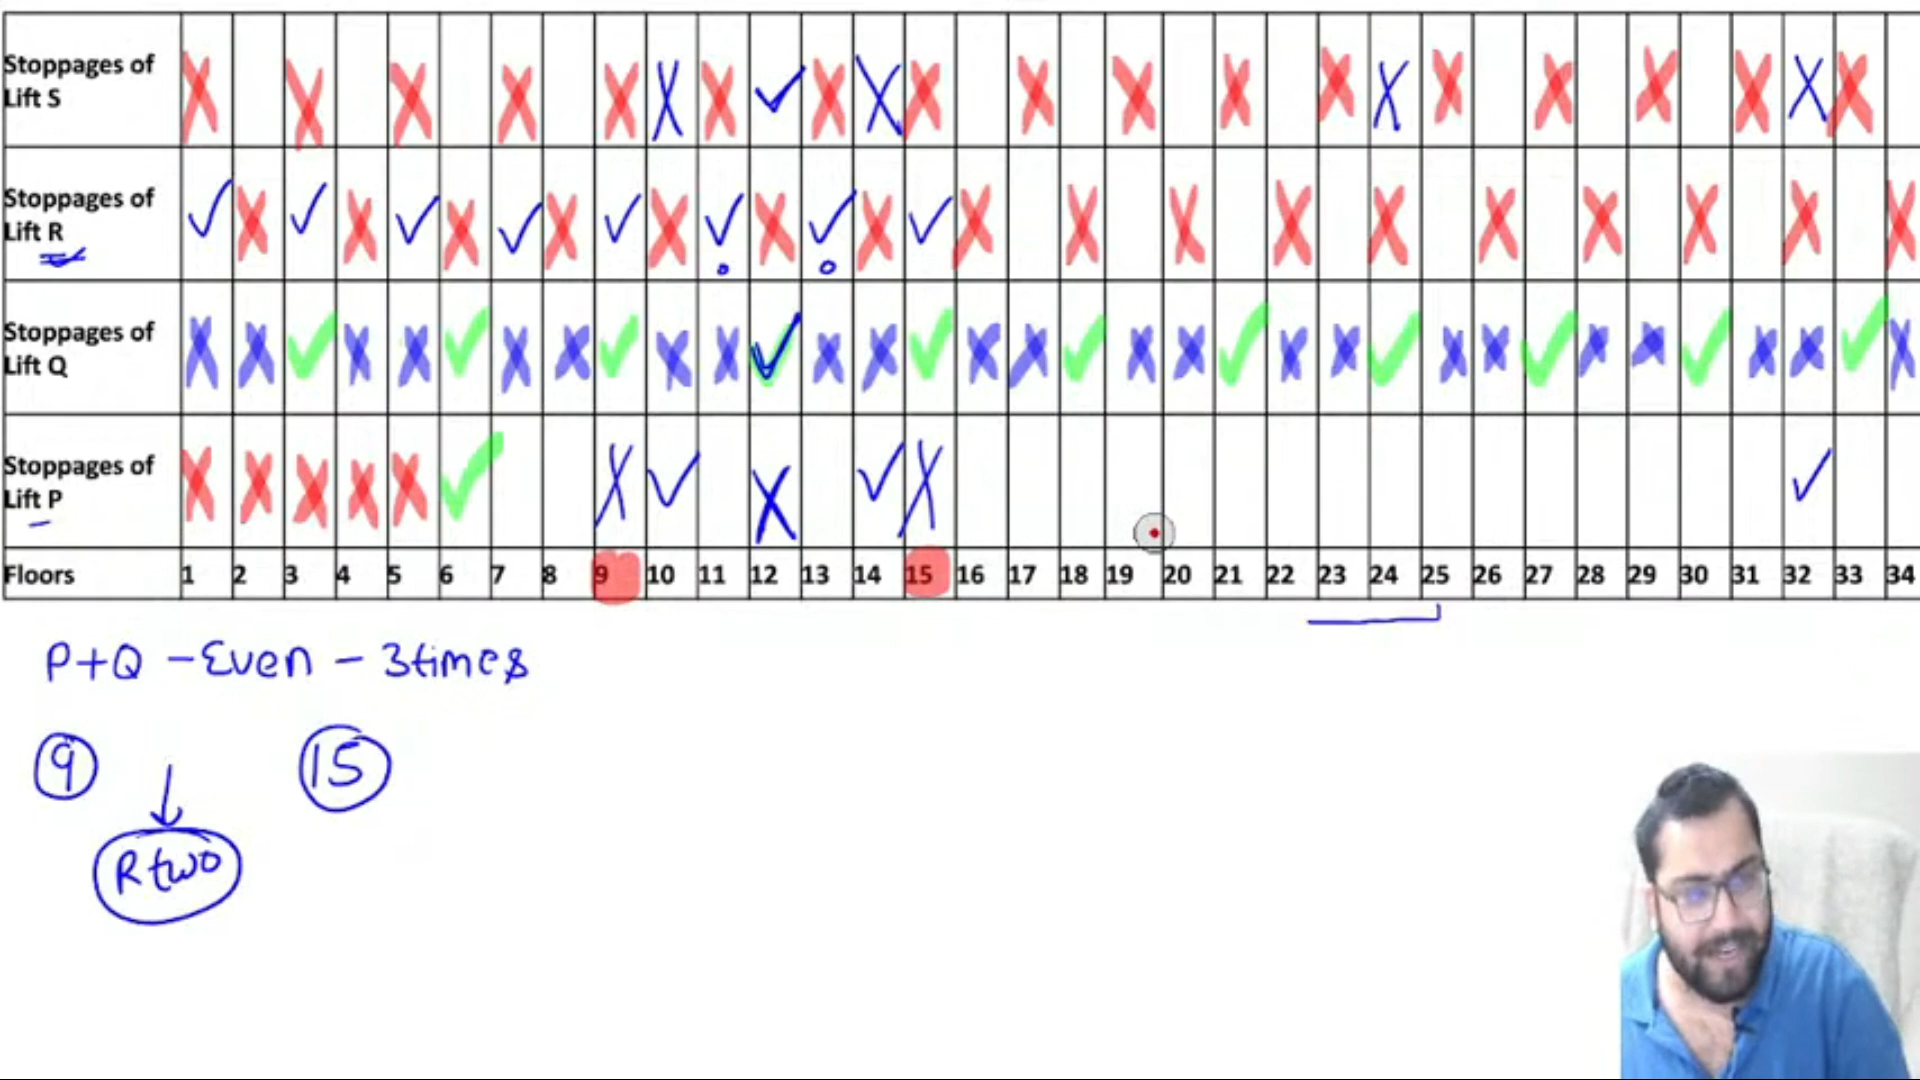 Stoppages of
Lift S
Stoppages of
Lift R
Stoppages of
Lift Q
Stoppages of
Lift P
Floors 1 2 3 4 5 6 7 8 9 10 11 12 13 14 15 16 17 18 19 20 21 22 23 24 25 26 27 28 29 30 31 32 33 34
P+Q - Even - 3times
9 15
R two